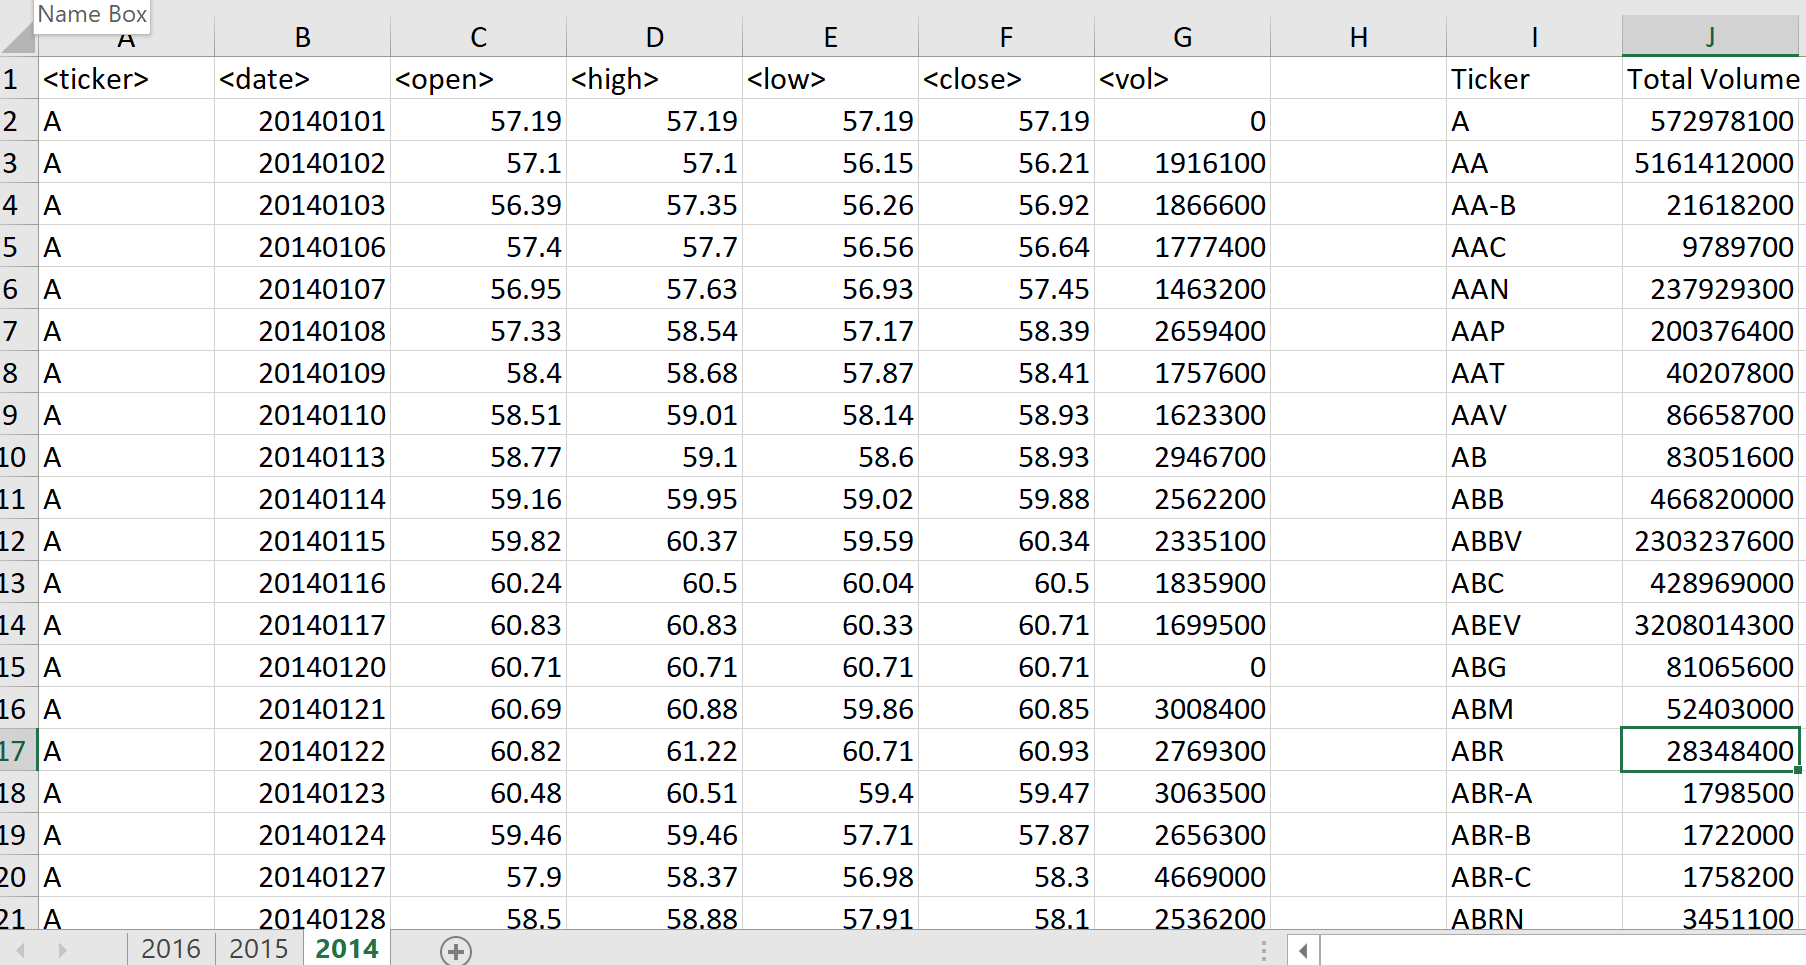 Name Box
A B C D E F G H I J
1 <ticker> <date> <open> <high> <low> <close> <vol> Ticker Total Volume
2 A 20140101 57.19 57.19 57.19 57.19 0 A 572978100
3 A 20140102 57.1 57.1 56.15 56.21 1916100 AA 5161412000
4 A 20140103 56.39 57.35 56.26 56.92 1866600 AA-B 21618200
5 A 20140106 57.4 57.7 56.56 56.64 1777400 AAC 9789700
6 A 20140107 56.95 57.63 56.93 57.45 1463200 AAN 237929300
7 A 20140108 57.33 58.54 57.17 58.39 2659400 AAP 200376400
8 A 20140109 58.4 58.68 57.87 58.41 1757600 AAT 40207800
9 A 20140110 58.51 59.01 58.14 58.93 1623300 AAV 86658700
10 A 20140113 58.77 59.1 58.6 58.93 2946700 AB 83051600
11 A 20140114 59.16 59.95 59.02 59.88 2562200 ABB 466820000
12 A 20140115 59.82 60.37 59.59 60.34 2335100 ABBV 2303237600
13 A 20140116 60.24 60.5 60.04 60.5 1835900 ABC 428969000
14 A 20140117 60.83 60.83 60.33 60.71 1699500 ABEV 3208014300
15 A 20140120 60.71 60.71 60.71 60.71 0 ABG 81065600
16 A 20140121 60.69 60.88 59.86 60.85 3008400 ABM 52403000
17 A 20140122 60.82 61.22 60.71 60.93 2769300 ABR 28348400
18 A 20140123 60.48 60.51 59.4 59.47 3063500 ABR-A 1798500
19 A 20140124 59.46 59.46 57.71 57.87 2656300 ABR-B 1722000
20 A 20140127 57.9 58.37 56.98 58.3 4669000 ABR-C 1758200
21 A 20140128 58.5 58.88 57.91 58.1 2536200 ABRN 3451100
2016 2015 2014